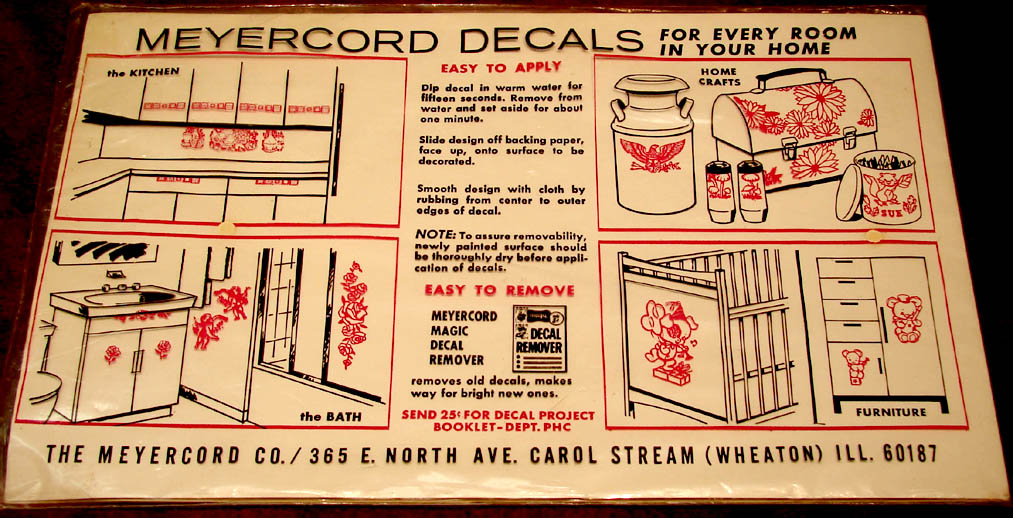 MEYERCORD DECALS FOR EVERY ROOM
IN YOUR HOME
the KITCHEN
EASY TO APPLY
Dip decal in warm water for
fifteen seconds. Remove from
water and set aside for about
one minute.
Slide design off backing paper,
face up, onto surface to be
decorated.
Smooth design with cloth by
rubbing from center to outer
edges of decal.
NOTE: To assure removability,
newly painted surface should
be thoroughly dry before appli-
cation of decals.
EASY TO REMOVE
MEYERCORD
MAGIC
DECAL
REMOVER
DECAL
REMOVER
removes old decals, makes
way for bright new ones.
SEND 25¢ FOR DECAL PROJECT
BOOKLET-DEPT. PHC
HOME
CRAFTS
SUE
the BATH
FURNITURE
THE MEYERCORD CO./365 E. NORTH AVE. CAROL STREAM (WHEATON) ILL. 60187